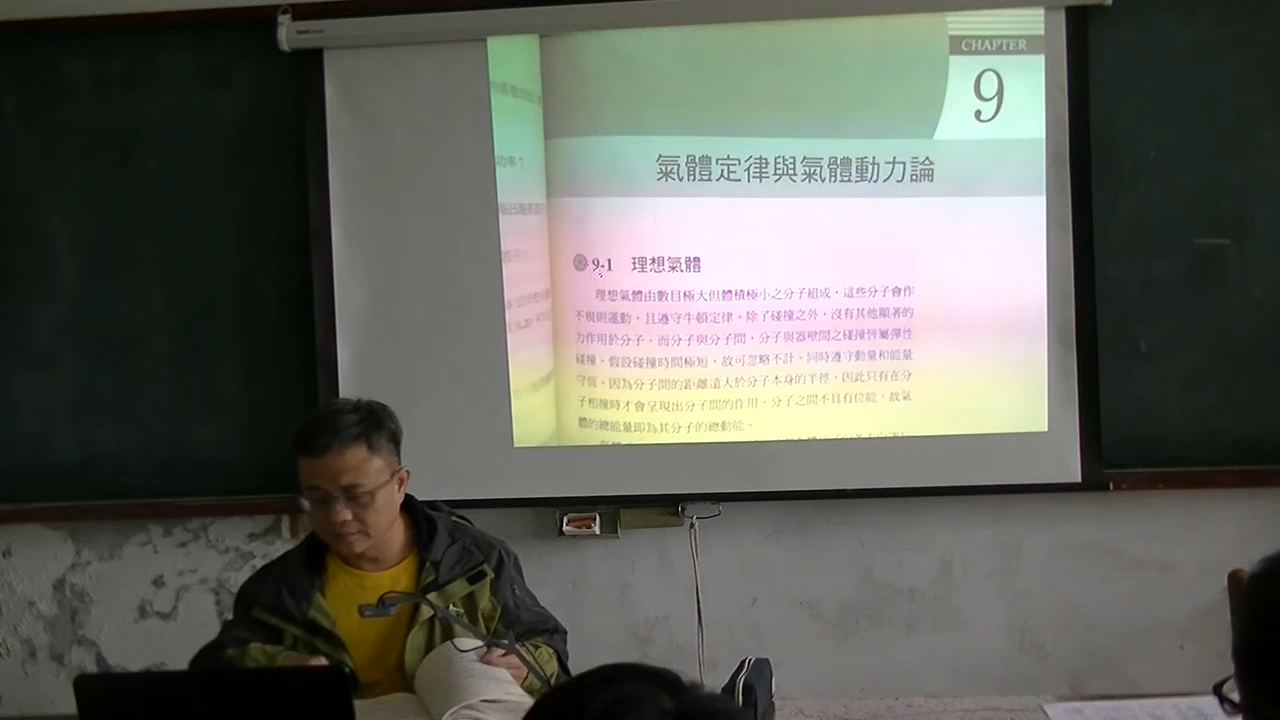 CHAPTER
9
氣體定律與氣體動力論
9-1 理想氣體
理想氣體由數目極大但體積極小之分子組成，這些分子會作
不規則運動，且遵守牛頓定律。除了碰撞之外，沒有其他顯著的
力作用於分子。而分子與分子間，分子與器壁間之碰撞皆屬彈性
碰撞。假設碰撞時間極短，故可忽略不計，同時遵守動量和能量
守恆。因為分子間的距離遠大於分子本身的半徑，因此只有在分
子相撞時才會呈現出分子間的作用。分子之間不具有位能，故氣
體的總能量即為其分子的總動能。